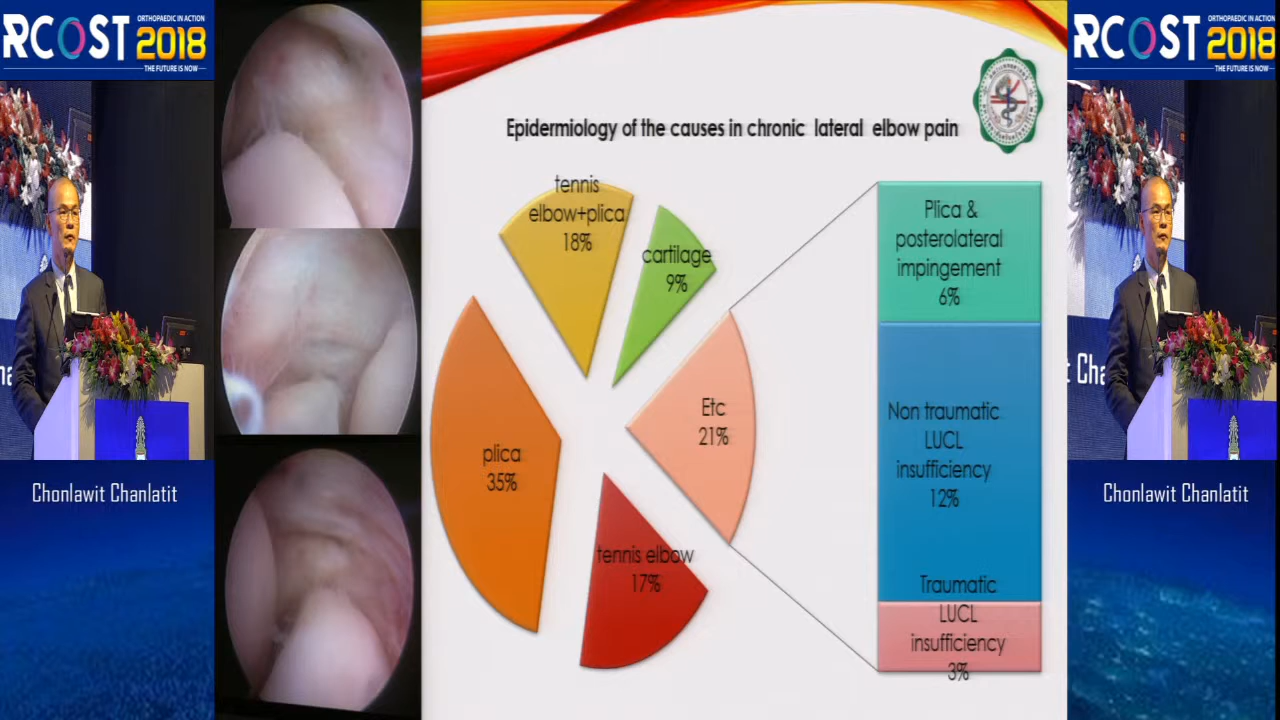 RCOST
ORTHOPAEDIC IN ACTION
2018
THE FUTURE IS NOW
Chonlawit Chanlatit
Epidermiology of the causes in chronic lateral elbow pain
tennis
elbow+plica
18%
cartilage
9%
Etc
21%
plica
35%
tennis elbow
17%
Plica &
posterolateral
impingement
6%
Non traumatic
LUCL
insufficiency
12%
Traumatic
LUCL
insufficiency
3%
RCOST
ORTHOPAEDIC IN ACTION
2018
THE FUTURE IS NOW
Chonlawit Chanlatit